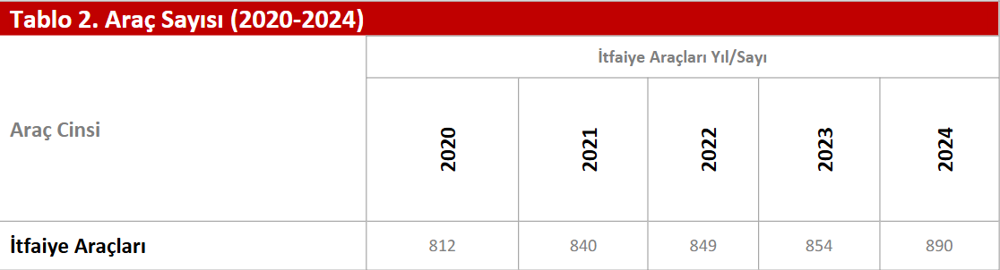 Tablo 2. Araç Sayısı (2020-2024)
İtfaiye Araçları Yıl/Sayı
Araç Cinsi
2020 2021 2022 2023 2024
İtfaiye Araçları 812 840 849 854 890